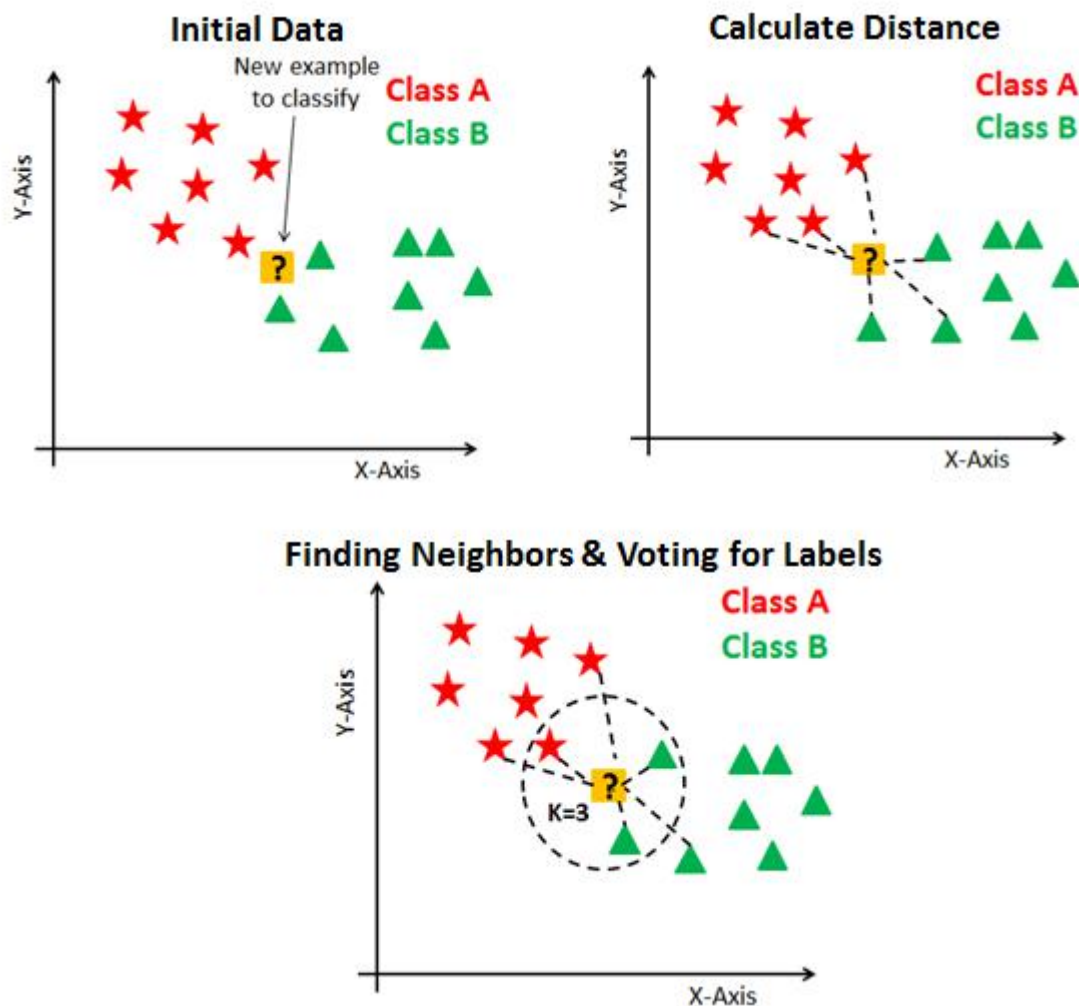 Initial Data
New example
to classify
Class A
Class B
?
Y-Axis
X-Axis
Calculate Distance
Class A
Class B
?
Y-Axis
X-Axis
Finding Neighbors & Voting for Labels
Class A
Class B
?
K=3
Y-Axis
X-Axis